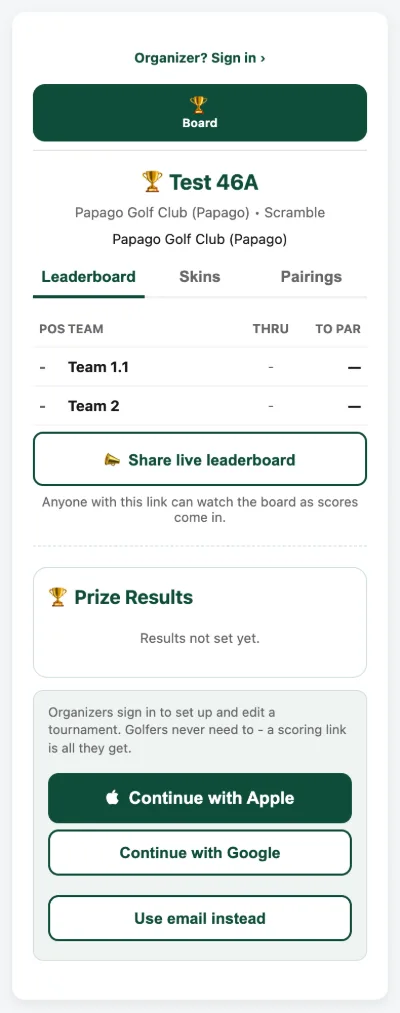 Organizer? Sign in ›
Board
Test 46A
Papago Golf Club (Papago) • Scramble
Papago Golf Club (Papago)
Leaderboard Skins Pairings
POS TEAM THRU TO PAR
- Team 1.1 - —
- Team 2 - —
Share live leaderboard
Anyone with this link can watch the board as scores
come in.
Prize Results
Results not set yet.
Organizers sign in to set up and edit a
tournament. Golfers never need to - a scoring link
is all they get.
Continue with Apple
Continue with Google
Use email instead